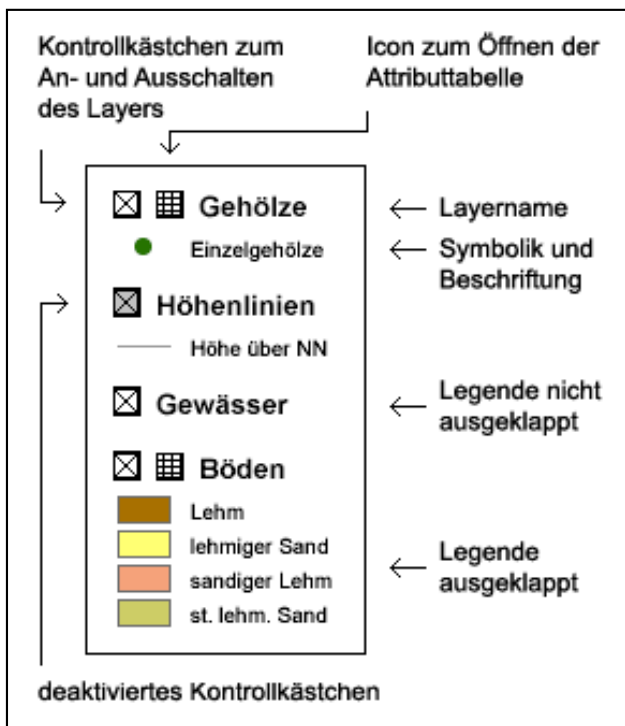 Kontrollkästchen zum
An- und Ausschalten
des Layers
Icon zum Öffnen der
Attributtabelle
Gehölze
Einzelgehölze
Höhenlinien
Höhe über NN
Gewässer
Böden
Lehm
lehmiger Sand
sandiger Lehm
st. lehm. Sand
Layername
Symbolik und
Beschriftung
Legende nicht
ausgeklappt
Legende
ausgeklappt
deaktiviertes Kontrollkästchen